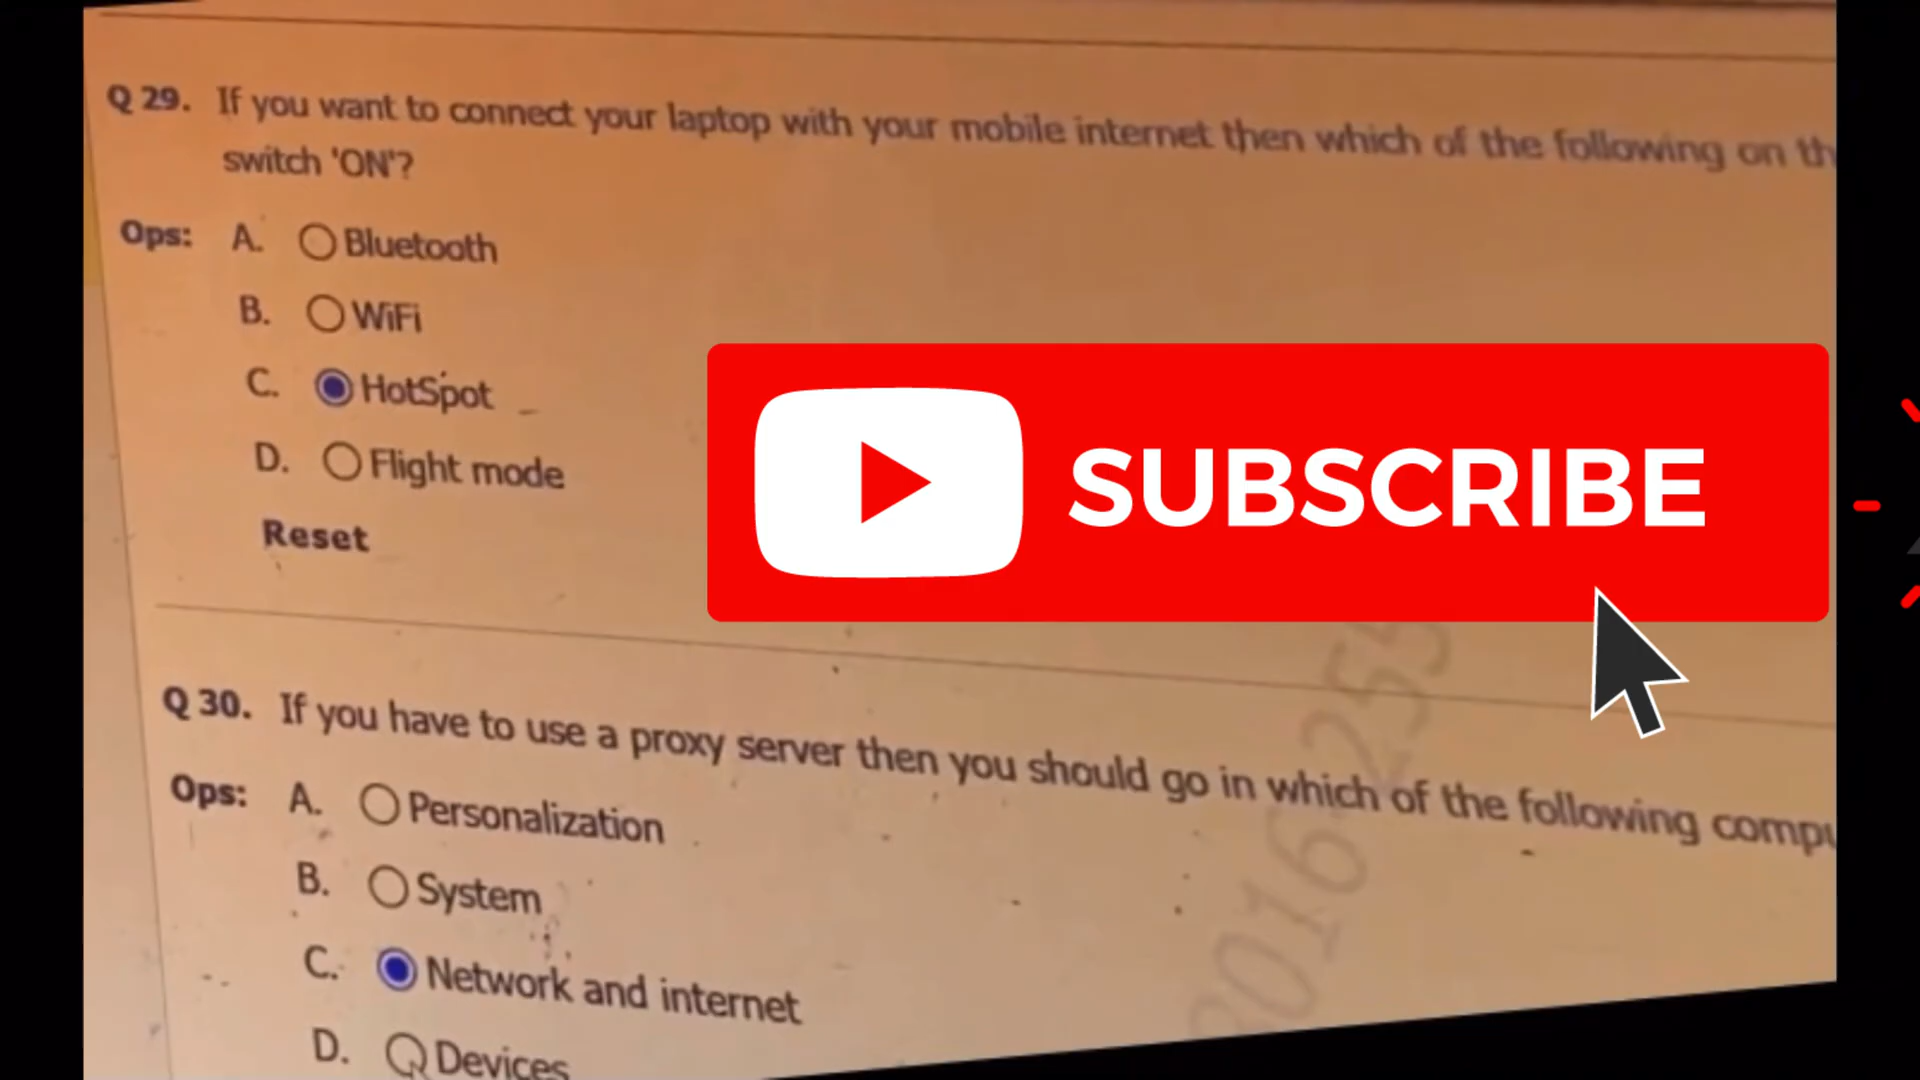 Q 29. If you want to connect your laptop with your mobile internet then which of the following on
switch 'ON'?
Ops: A. Bluetooth
B. WiFi
C. HotSpot
D. Flight mode
Reset
SUBSCRIBE
Q 30. If you have to use a proxy server then you should go in which of the following
Ops: A. Personalization
B. System
C. Network and internet
D. Devices
2016-255